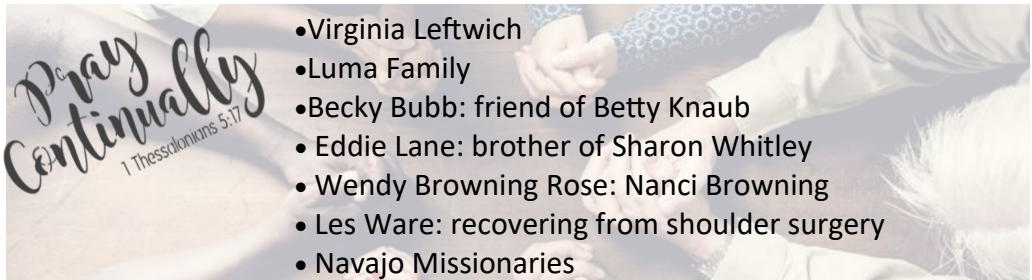 Pray
Continually
1 Thessalonians 5:17
•Virginia Leftwich
•Luma Family
•Becky Bubb: friend of Betty Knaub
• Eddie Lane: brother of Sharon Whitley
• Wendy Browning Rose: Nanci Browning
• Les Ware: recovering from shoulder surgery
• Navajo Missionaries